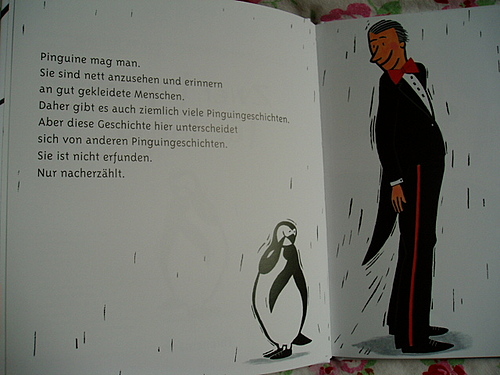 Pinguine mag man.
Sie sind nett anzusehen und erinnern
an gut gekleidete Menschen.
Daher gibt es auch ziemlich viele Pinguingeschichten.
Aber diese Geschichte hier unterscheidet
sich von anderen Pinguingeschichten.
Sie ist nicht erfunden.
Nur nacherzählt.